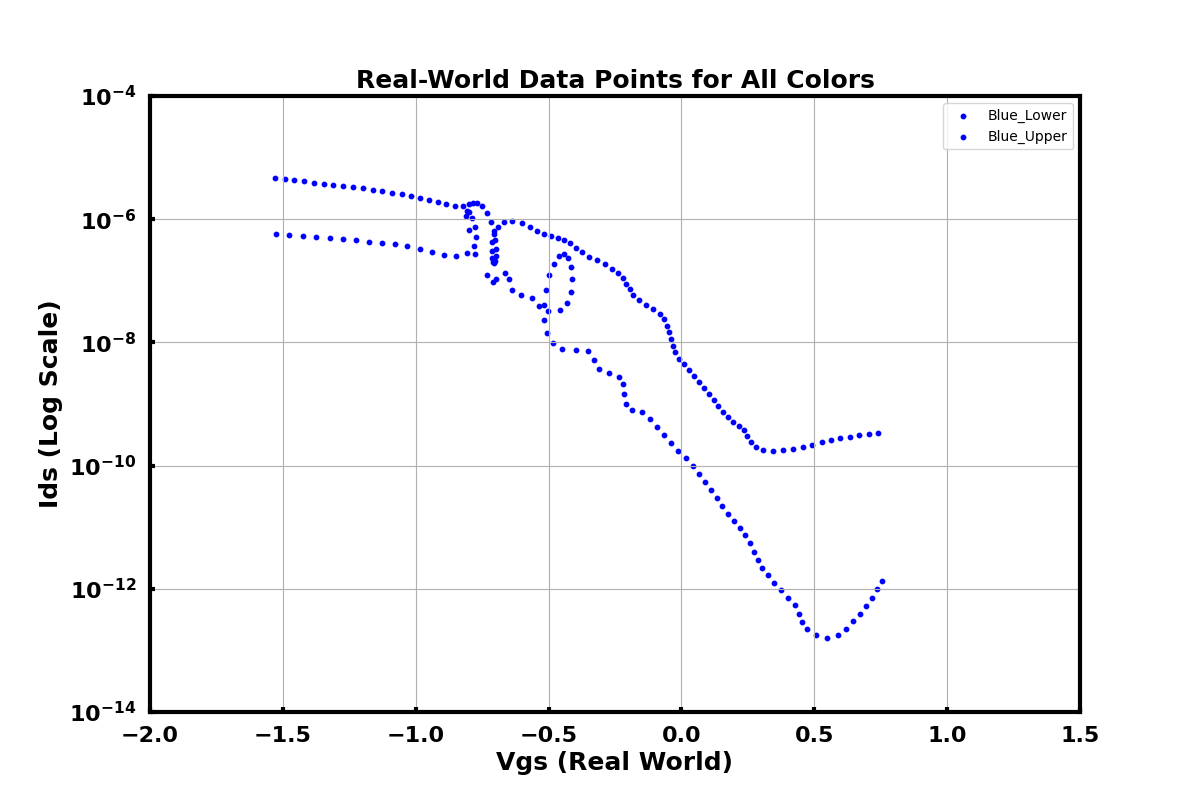 Real-World Data Points for All Colors
Blue_Lower
Blue_Upper
Ids (Log Scale)
10⁻⁴
10⁻⁶
10⁻⁸
10⁻¹⁰
10⁻¹²
10⁻¹⁴
−2.0 −1.5 −1.0 −0.5 0.0 0.5 1.0 1.5
Vgs (Real World)